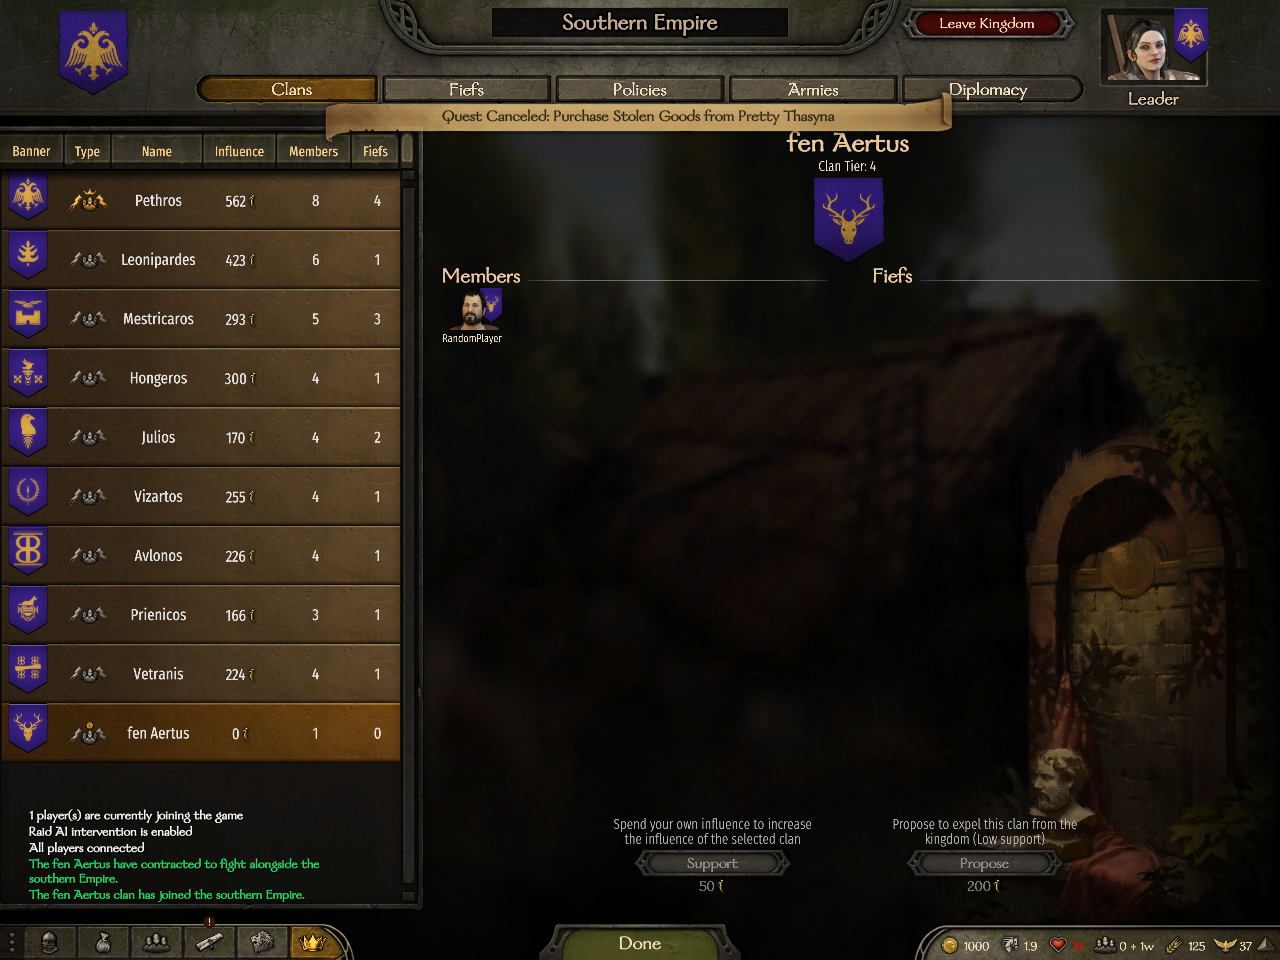 Southern Empire
Leave Kingdom
Clans
Fiefs
Policies
Armies
Diplomacy
Leader
Quest Canceled: Purchase Stolen Goods from Pretty Thasyna
Banner Type Name Influence Members Fiefs
Pethros 562 8 4
Leonipardes 423 6 1
Mestricaros 293 5 3
Hongeros 300 4 1
Julios 170 4 2
Vizartos 255 4 1
Avlonos 226 4 1
Prienicos 166 3 1
Vetranis 224 4 1
fen Aertus 0 1 0
fen Aertus
Clan Tier: 4
Members
RandomPlayer
Fiefs
1 player(s) are currently joining the game
Raid AI intervention is enabled
All players connected
The fen Aertus have contracted to fight alongside the
southern Empire.
The fen Aertus clan has joined the southern Empire.
Spend your own influence to increase
the influence of the selected clan
Support
50
Propose to expel this clan from the
kingdom (Low support)
Propose
200
Done
1000 1.9 0 + 1w 125 37